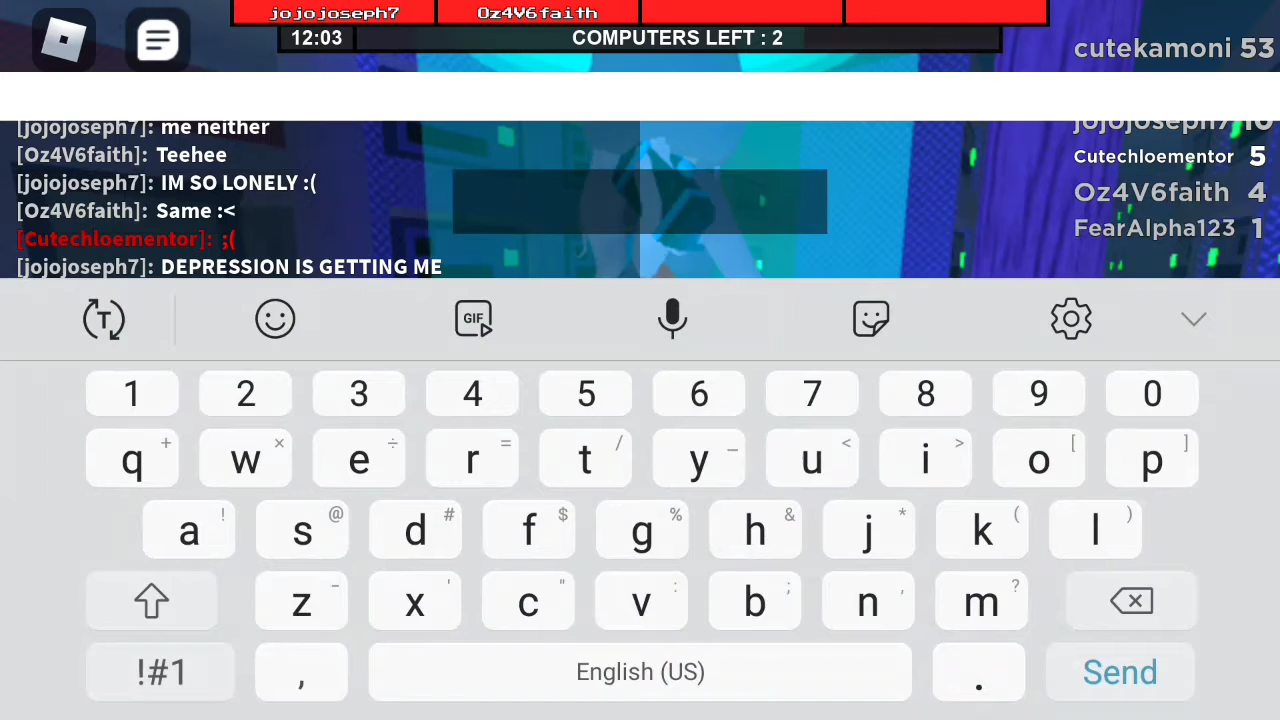 jojojoseph7 Oz4V6faith
12:03 COMPUTERS LEFT : 2
cutekamoni 53
[jojojoseph7]: me neither
[Oz4V6faith]: Teehee
[jojojoseph7]: IM SO LONELY :(
[Oz4V6faith]: Same :<
[Cutechloementor]: ;(
[jojojoseph7]: DEPRESSION IS GETTING ME
jojojoseph7 10
Cutechloementor 5
Oz4V6faith 4
FearAlpha123 1
T GIF
1 2 3 4 5 6 7 8 9 0
q + w × e ÷ r = t / y _ u < i > o [ p ]
a ! s @ d # f $ g % h & j * k ( l )
z - x ' c " v : b ; n , m ?
!#1 , English (US) . Send